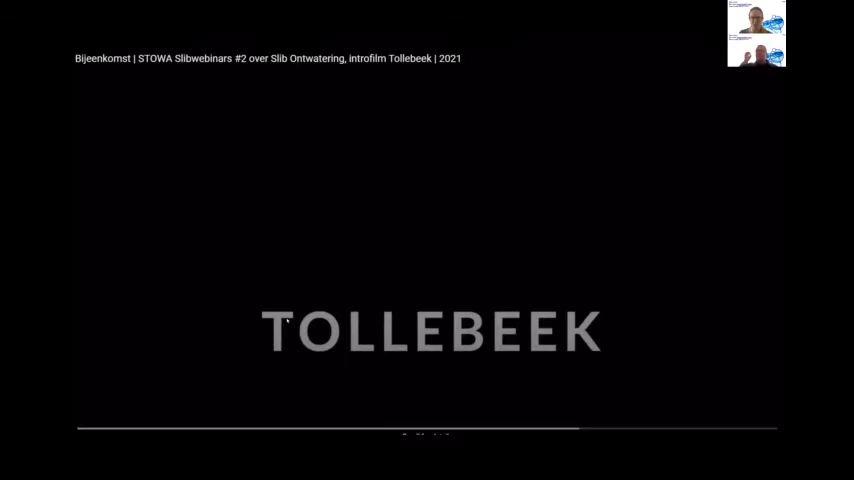 Bijeenkomst | STOWA Slibwebinars #2 over Slib Ontwatering, introfilm Tollebeek | 2021
TOLLEBEEK